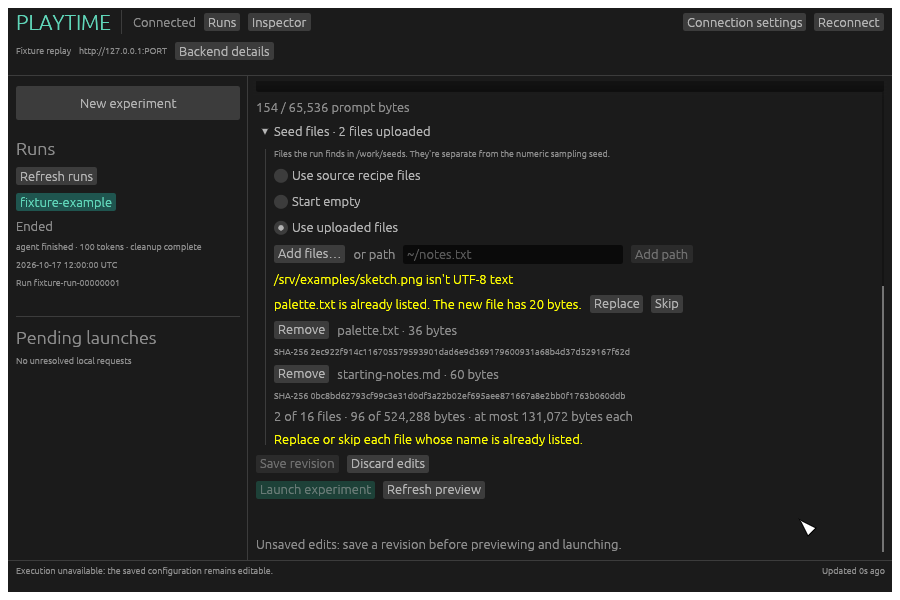 PLAYTIME Connected Runs Inspector Connection settings Reconnect
Fixture replay http://127.0.0.1:PORT Backend details
New experiment
Runs
Refresh runs
fixture-example
Ended
agent finished · 100 tokens · cleanup complete
2026-10-17 12:00:00 UTC
Run fixture-run-00000001
Pending launches
No unresolved local requests
154 / 65,536 prompt bytes
▼ Seed files · 2 files uploaded
Files the run finds in /work/seeds. They're separate from the numeric sampling seed.
Use source recipe files
Start empty
Use uploaded files
Add files... or path ~/notes.txt Add path
/srv/examples/sketch.png isn't UTF-8 text
palette.txt is already listed. The new file has 20 bytes. Replace Skip
Remove palette.txt · 36 bytes
SHA-256 2ec922f914c116705579593901dad6e9d369179600931a68b4d37d529167f62d
Remove starting-notes.md · 60 bytes
SHA-256 0bc8bd62793cf99c3e31d0df3a22b02ef695aee871667a8e2bb0f1763b060ddb
2 of 16 files · 96 of 524,288 bytes · at most 131,072 bytes each
Replace or skip each file whose name is already listed.
Save revision Discard edits
Launch experiment Refresh preview
Unsaved edits: save a revision before previewing and launching.
Execution unavailable: the saved configuration remains editable. Updated 0s ago